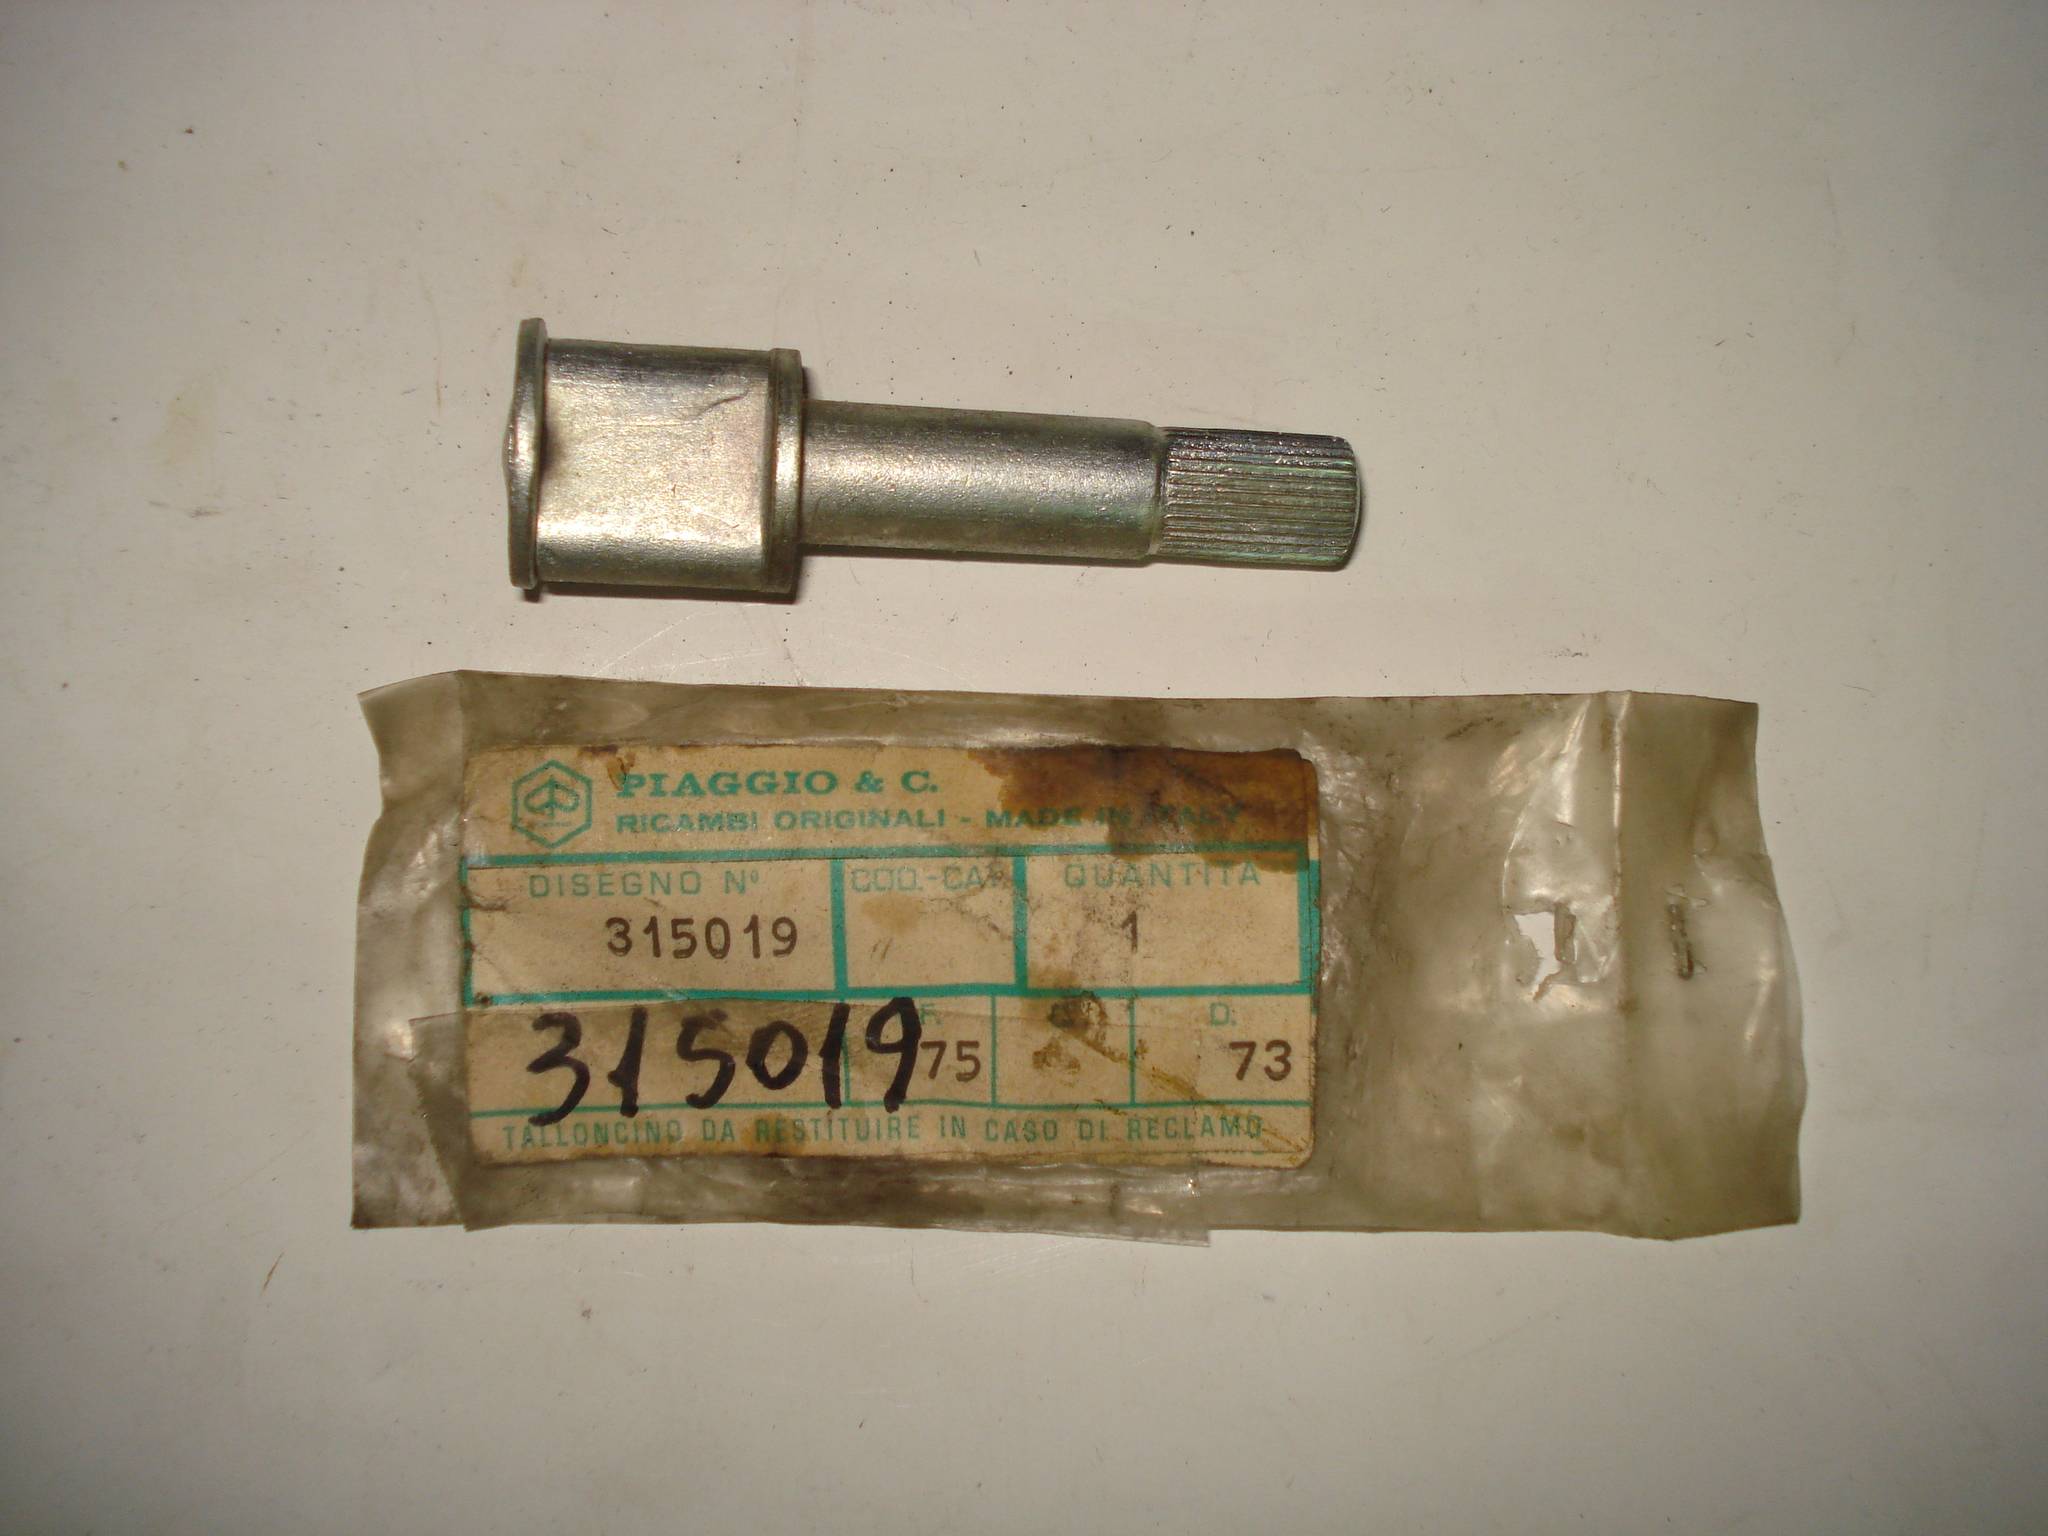 PIAGGIO & C.
RICAMBI ORIGINALI - MADE IN ITALY
DISEGNO Nº COD.-CAT QUANTITA
315019 1
F. D.
315019 75 73
TALLONCINO DA RESTITUIRE IN CASO DI RECLAMO